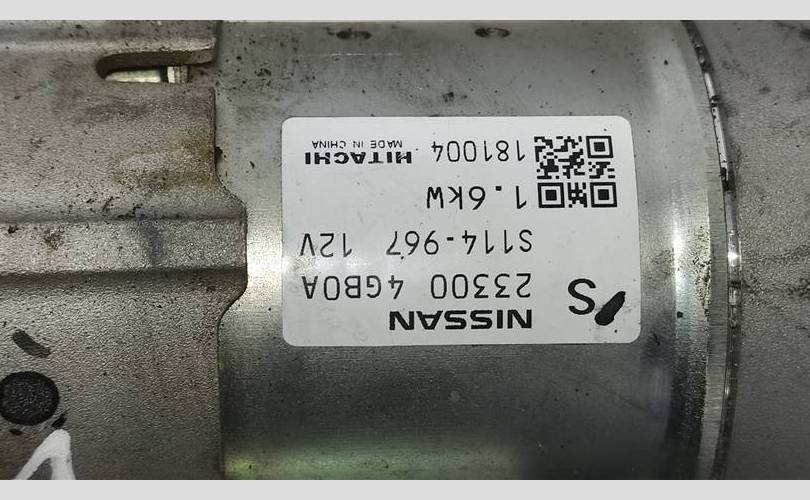 NISSAN
23300 4GB0A
S114-967 12V
1.6kW
181004 HITACHI
MADE IN CHINA
S